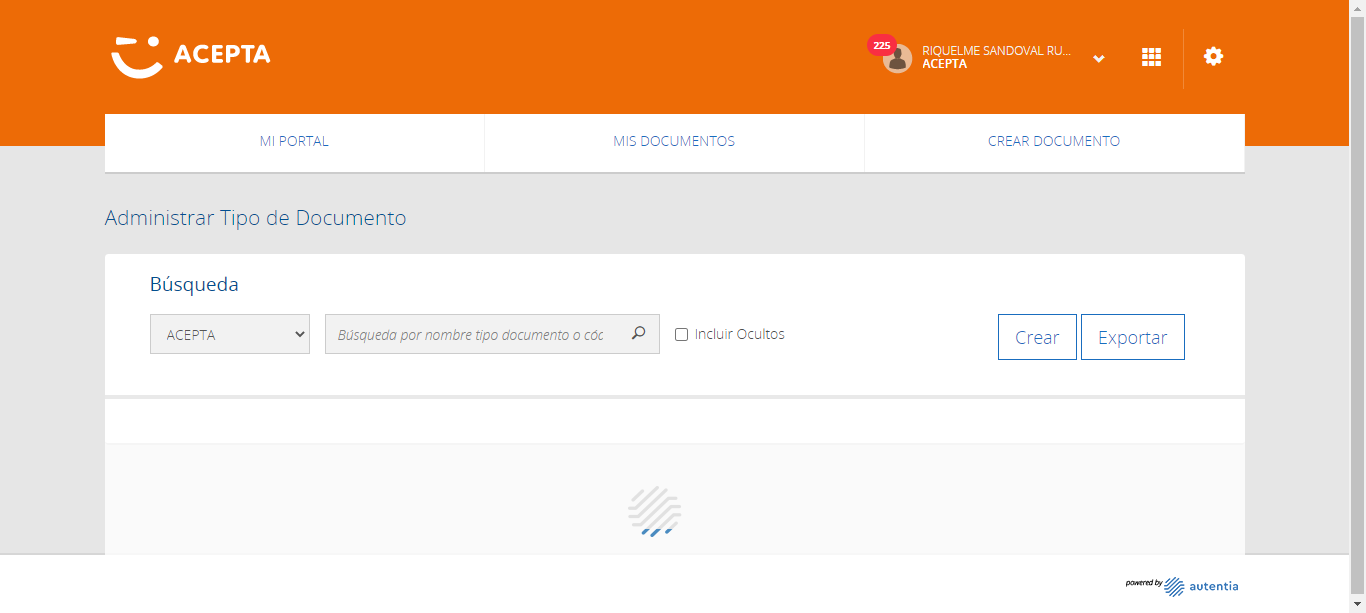 ACEPTA
225
RIQUELME SANDOVAL RU...
ACEPTA
MI PORTAL
MIS DOCUMENTOS
CREAR DOCUMENTO
Administrar Tipo de Documento
Búsqueda
ACEPTA
Búsqueda por nombre tipo documento o cóc
Incluir Ocultos
Crear
Exportar
powered by autentia